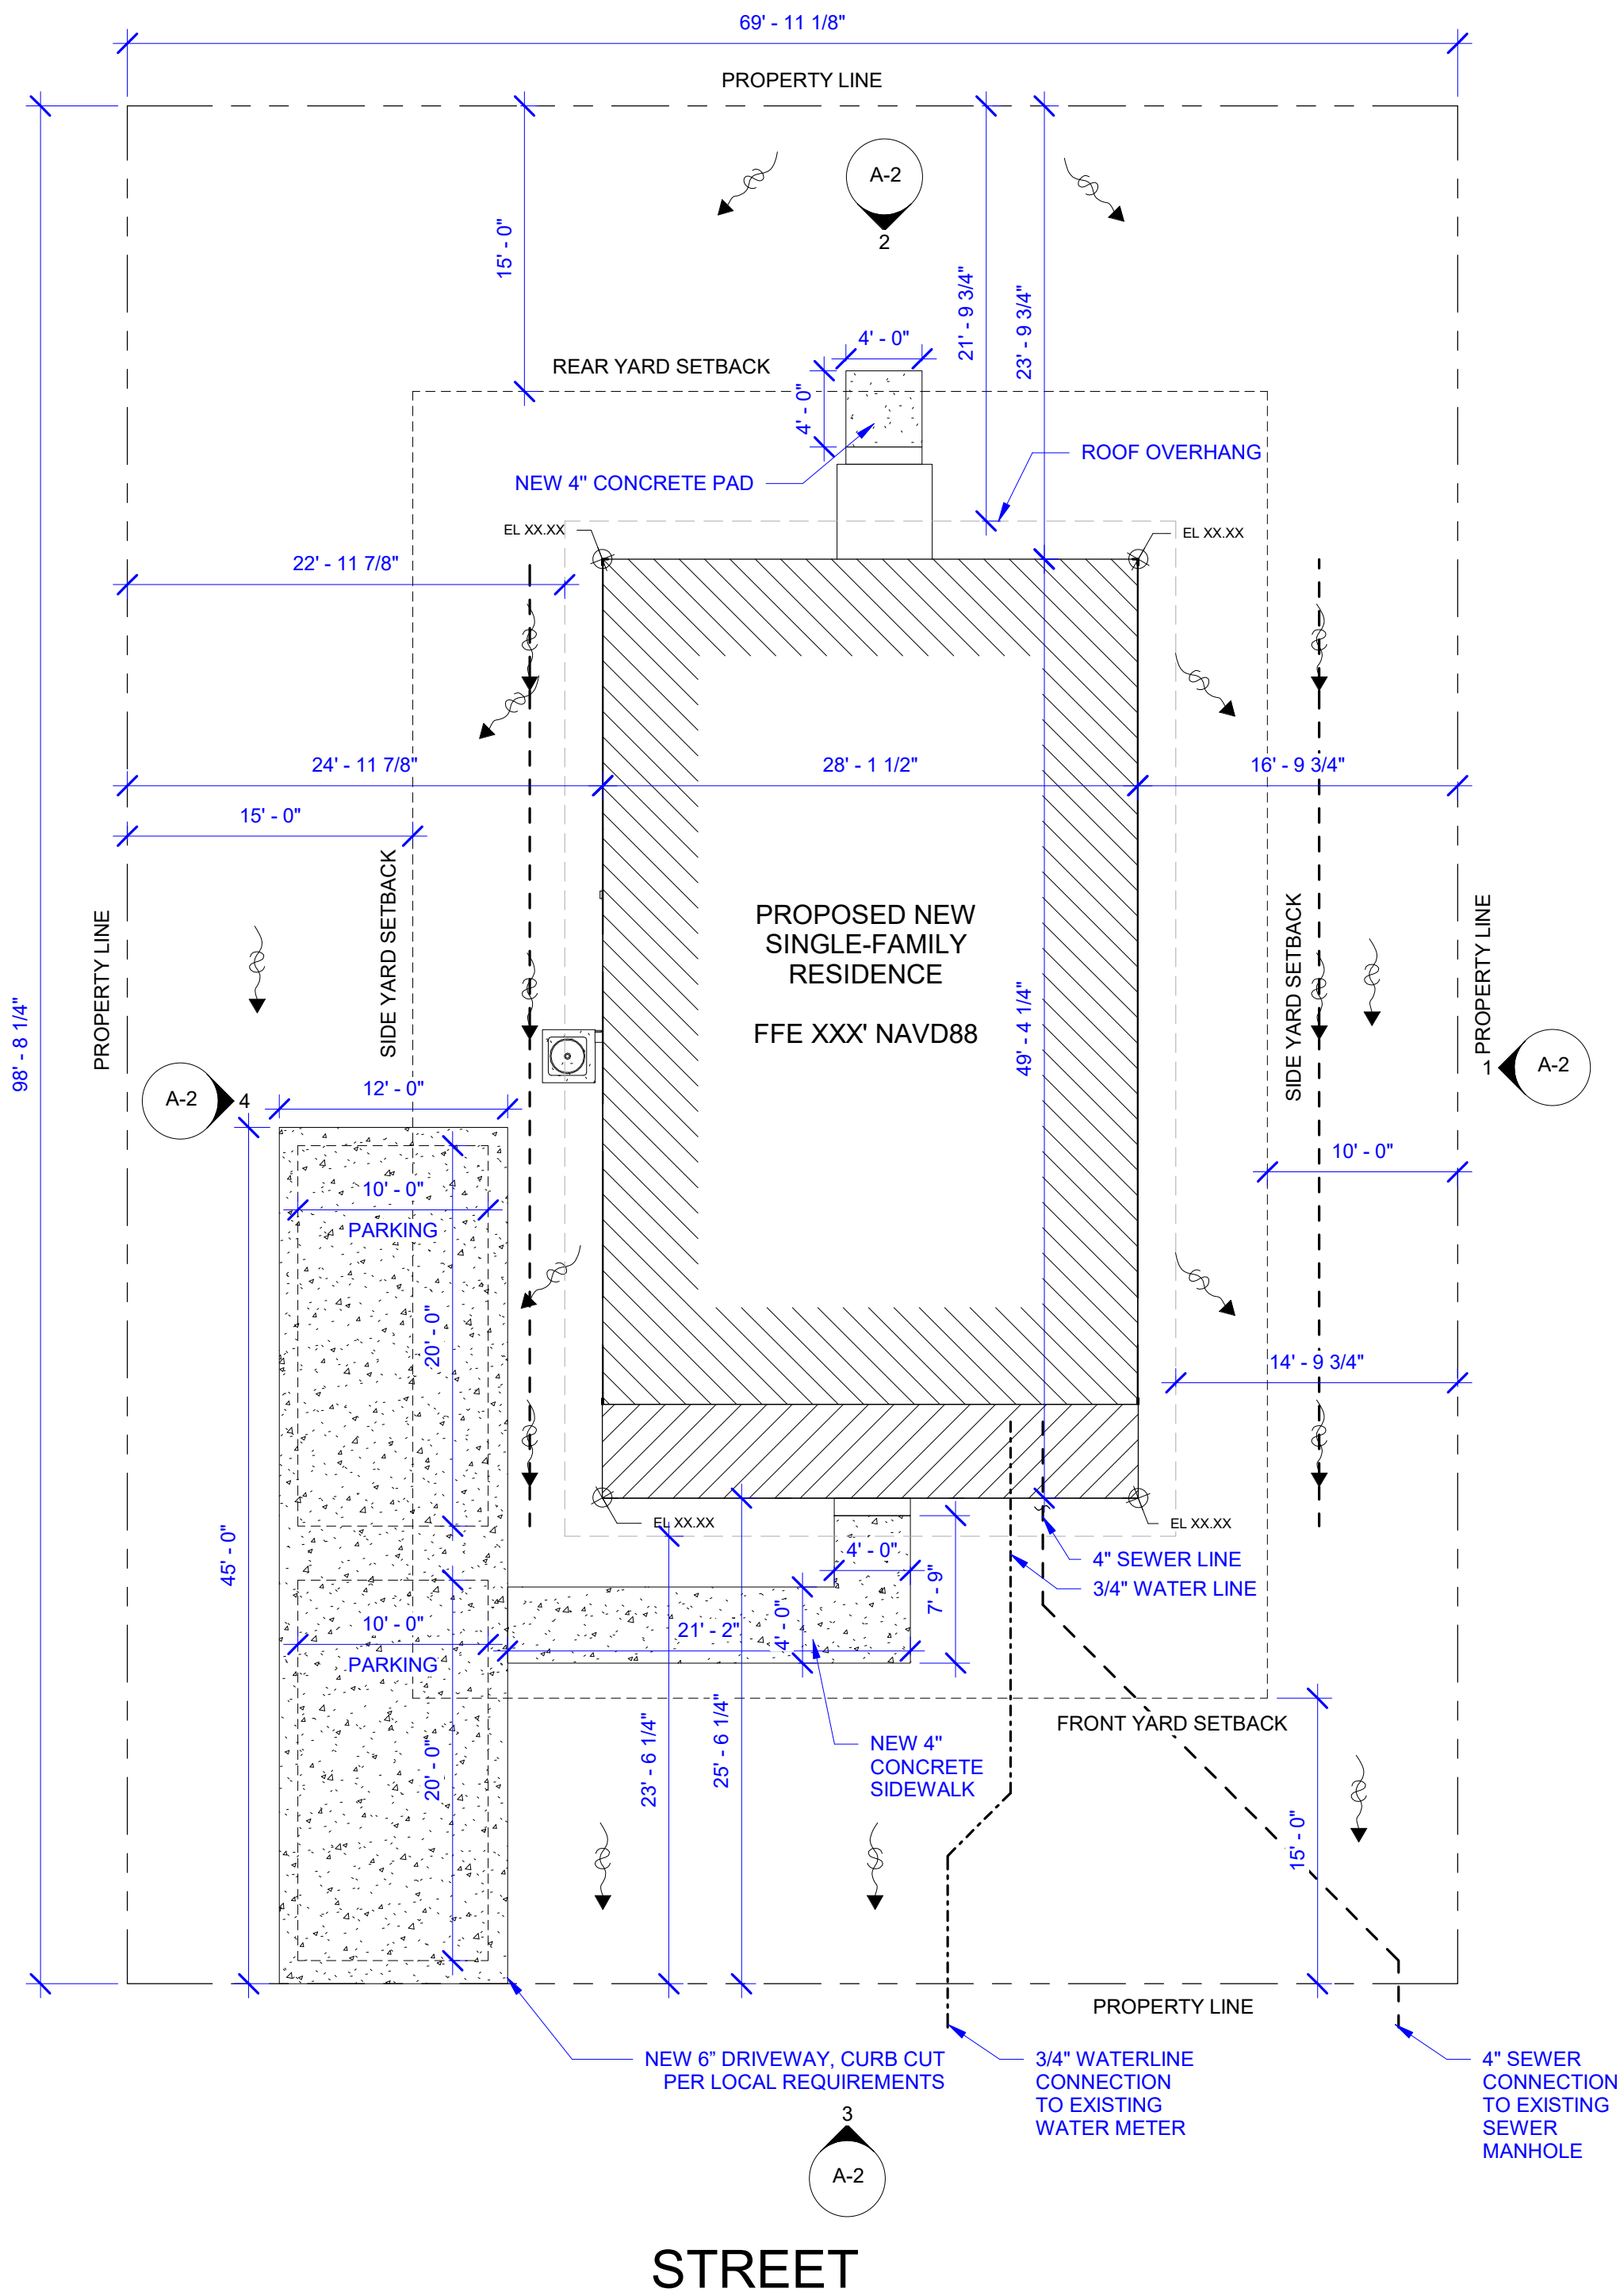 69' - 11 1/8"
PROPERTY LINE
A-2
2
15' - 0"
21' - 9 3/4"
23' - 9 3/4"
4' - 0"
REAR YARD SETBACK
4' - 0"
ROOF OVERHANG
NEW 4" CONCRETE PAD
EL XX.XX
EL XX.XX
22' - 11 7/8"
24' - 11 7/8"
28' - 1 1/2"
16' - 9 3/4"
15' - 0"
SIDE YARD SETBACK
PROPERTY LINE
98' - 8 1/4"
PROPOSED NEW
SINGLE-FAMILY
RESIDENCE
FFE XXX' NAVD88
49' - 4 1/4"
SIDE YARD SETBACK
PROPERTY LINE
A-2
4
1
A-2
12' - 0"
10' - 0"
10' - 0"
PARKING
20' - 0"
14' - 9 3/4"
45' - 0"
EL XX.XX
EL XX.XX
4' - 0"
4" SEWER LINE
3/4" WATER LINE
7' - 9"
4' - 0"
21' - 2"
10' - 0"
PARKING
20' - 0"
23' - 6 1/4"
25' - 6 1/4"
FRONT YARD SETBACK
NEW 4"
CONCRETE
SIDEWALK
15' - 0"
PROPERTY LINE
NEW 6” DRIVEWAY, CURB CUT
PER LOCAL REQUIREMENTS
3/4" WATERLINE
CONNECTION
TO EXISTING
WATER METER
4" SEWER
CONNECTION
TO EXISTING
SEWER
MANHOLE
3
A-2
STREET